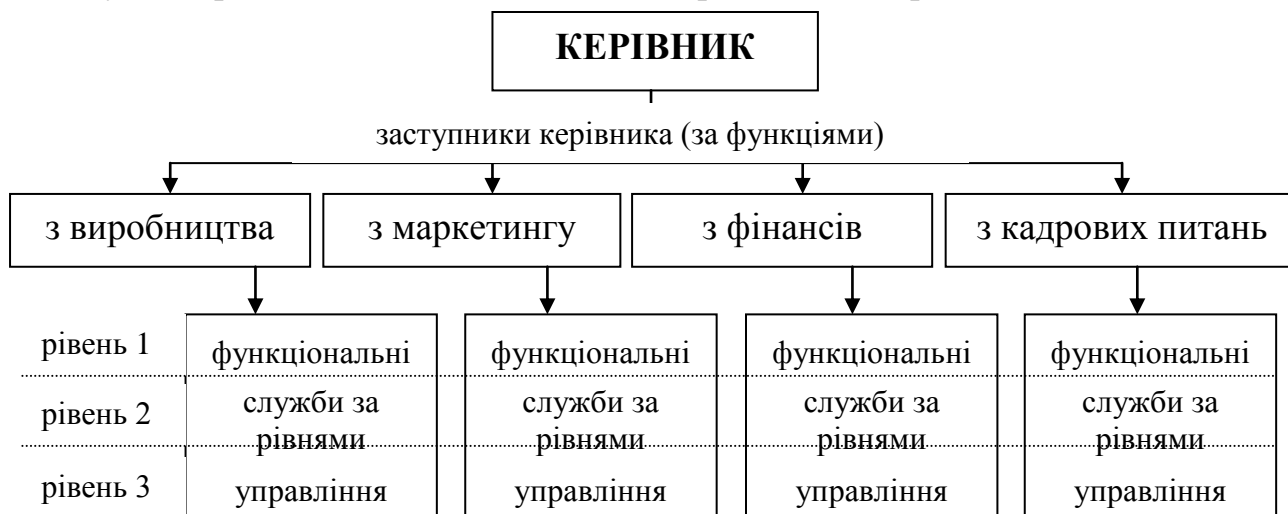 КЕРІВНИК
заступники керівника (за функціями)
з виробництва
з маркетингу
з фінансів
з кадрових питань
рівень 1
функціональні
функціональні
функціональні
функціональні
рівень 2
служби за
рівнями
служби за
рівнями
служби за
рівнями
служби за
рівнями
рівень 3
управління
управління
управління
управління